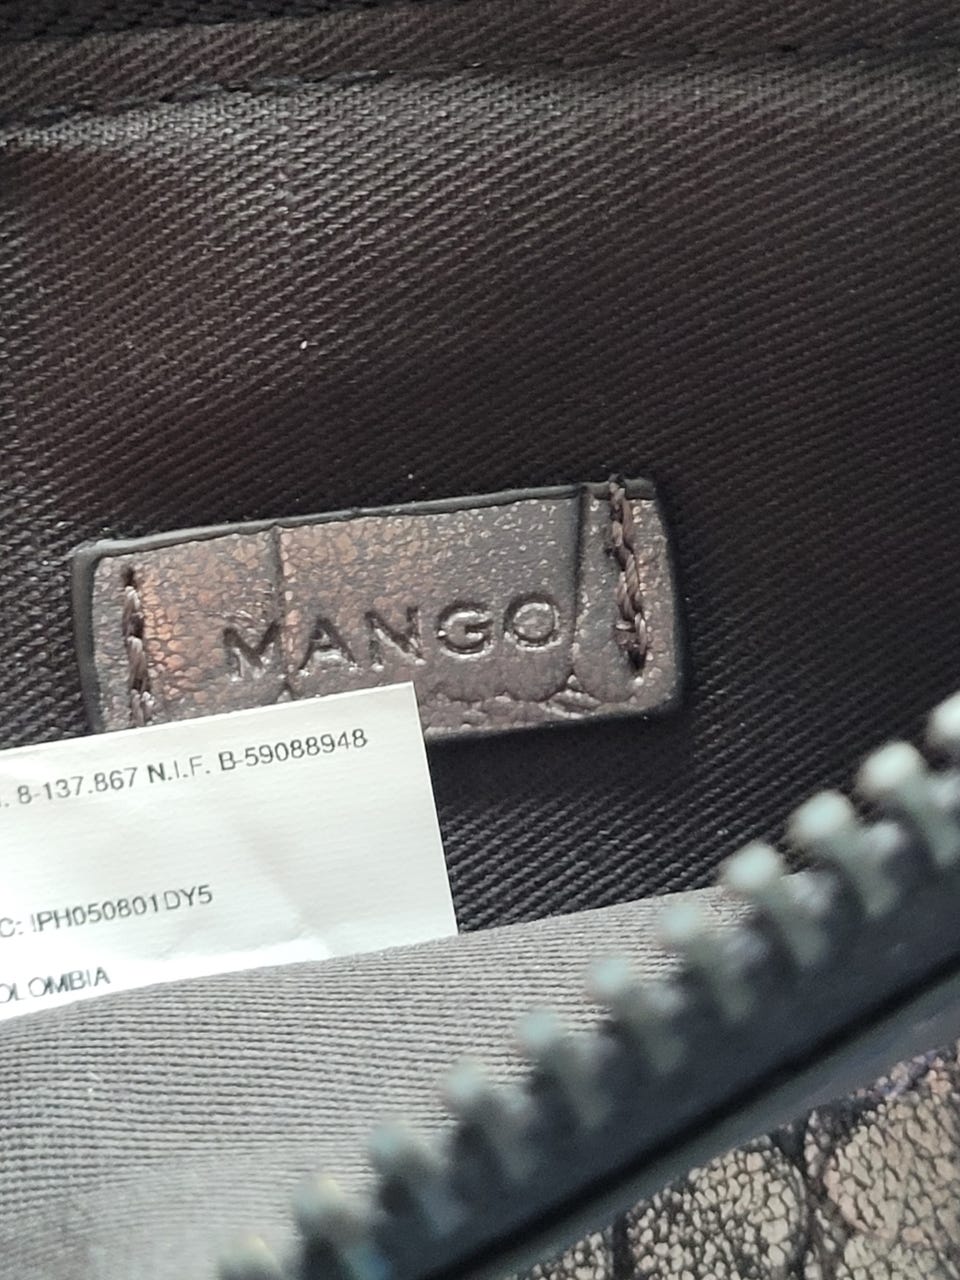 MANGO
. 8-137.867 N.I.F. B-59088948
C: IPH050801DY5
OLOMBIA